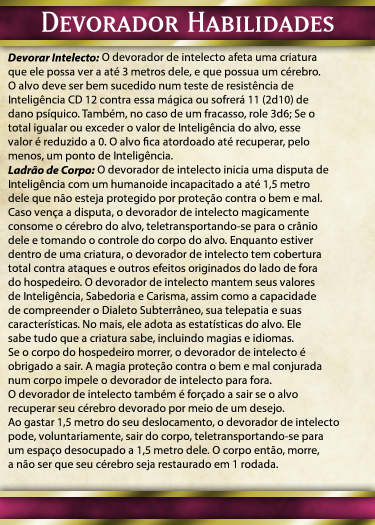 Devorador Habilidades
Devorar Intelecto: O devorador de intelecto afeta uma criatura
que ele possa ver a até 3 metros dele, e que possua um cérebro.
O alvo deve ser bem sucedido num teste de resistência de
Inteligência CD 12 contra essa mágica ou sofrerá 11 (2d10) de
dano psíquico. Também, no caso de um fracasso, role 3d6; Se o
total igualar ou exceder o valor de Inteligência do alvo, esse
valor é reduzido a 0. O alvo fica atordoado até recuperar, pelo
menos, um ponto de Inteligência.
Ladrão de Corpo: O devorador de intelecto inicia uma disputa de
Inteligência com um humanoide incapacitado a até 1,5 metro
dele que não esteja protegido por proteção contra o bem e mal.
Caso vença a disputa, o devorador de intelecto magicamente
consome o cérebro do alvo, teletransportando-se para o crânio
dele e tomando o controle do corpo do alvo. Enquanto estiver
dentro de uma criatura, o devorador de intelecto tem cobertura
total contra ataques e outros efeitos originados do lado de fora
do hospedeiro. O devorador de intelecto mantem seus valores
de Inteligência, Sabedoria e Carisma, assim como a capacidade
de compreender o Dialeto Subterrâneo, sua telepatia e suas
características. No mais, ele adota as estatísticas do alvo. Ele
sabe tudo que a criatura sabe, incluindo magias e idiomas.
Se o corpo do hospedeiro morrer, o devorador de intelecto é
obrigado a sair. A magia proteção contra o bem e mal conjurada
num corpo impele o devorador de intelecto para fora.
O devorador de intelecto também é forçado a sair se o alvo
recuperar seu cérebro devorado por meio de um desejo.
Ao gastar 1,5 metro do seu deslocamento, o devorador de intelecto
pode, voluntariamente, sair do corpo, teletransportando-se para
um espaço desocupado a 1,5 metro dele. O corpo então, morre,
a não ser que seu cérebro seja restaurado em 1 rodada.